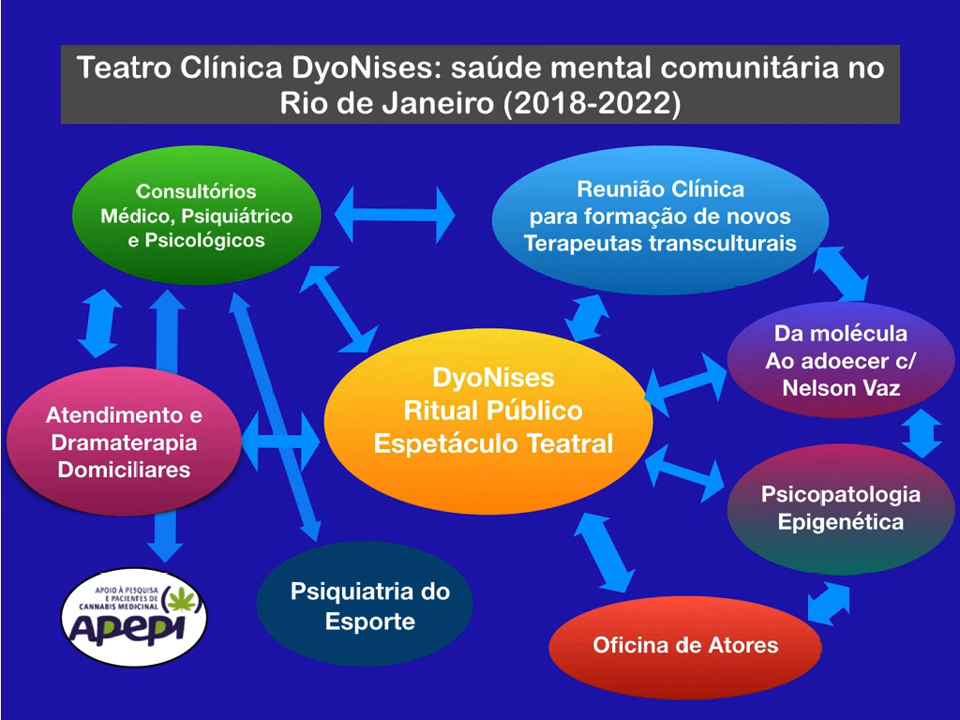 Teatro Clínica DyoNises: saúde mental comunitária no
Rio de Janeiro (2018-2022)
Consultórios
Médico, Psiquiátrico
e Psicológicos
Reunião Clínica
para formação de novos
Terapeutas transculturais
Da molécula
Ao adoecer c/
Nelson Vaz
DyoNises
Ritual Público
Espetáculo Teatral
Atendimento e
Dramaterapia
Domiciliares
Psicopatologia
Epigenética
APOIO À PESQUISA
E PACIENTES DE
CANNABIS MEDICINAL
APEPI
Psiquiatria do
Esporte
Oficina de Atores